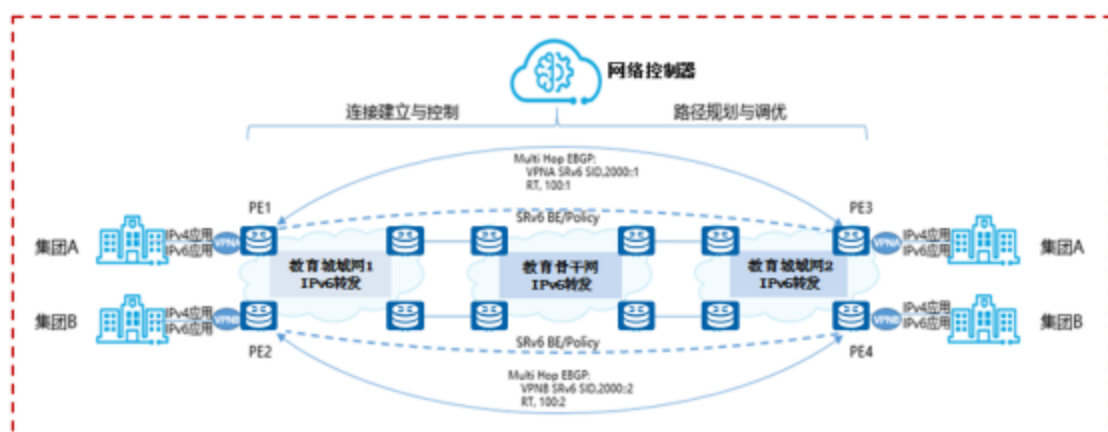 网络控制器
连接建立与控制
路径规划与调优
Multi Hop EBGP:
VPNA SRv6 SID,2000::1
RT, 100:1
PE1
PE3
SRv6 BE/Policy
集团A
IPv4应用
IPv6应用
VPNA
教育城域网1
IPv6转发
教育骨干网
IPv6转发
教育城域网2
IPv6转发
VPNA
IPv4应用
IPv6应用
集团A
集团B
IPv4应用
IPv6应用
VPNB
VPNB
IPv4应用
IPv6应用
集团B
SRv6 BE/Policy
PE2
PE4
Multi Hop EBGP:
VPNB SRv6 SID,2000::2
RT, 100:2